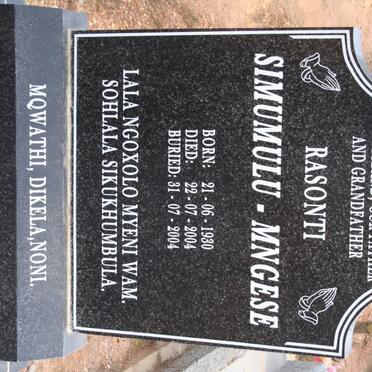 AND GRANDFATHER
RASONTI
SIMUMULU - MNGESE
BORN: 21 - 06 - 1930
DIED: 22 - 07 - 2004
BURIED: 31 - 07 - 2004
LALA NGOXOLO MTENI WAM.
SOHLALA SIKUKHUMBULA.
MQWATHI, DIKELA, NONI.